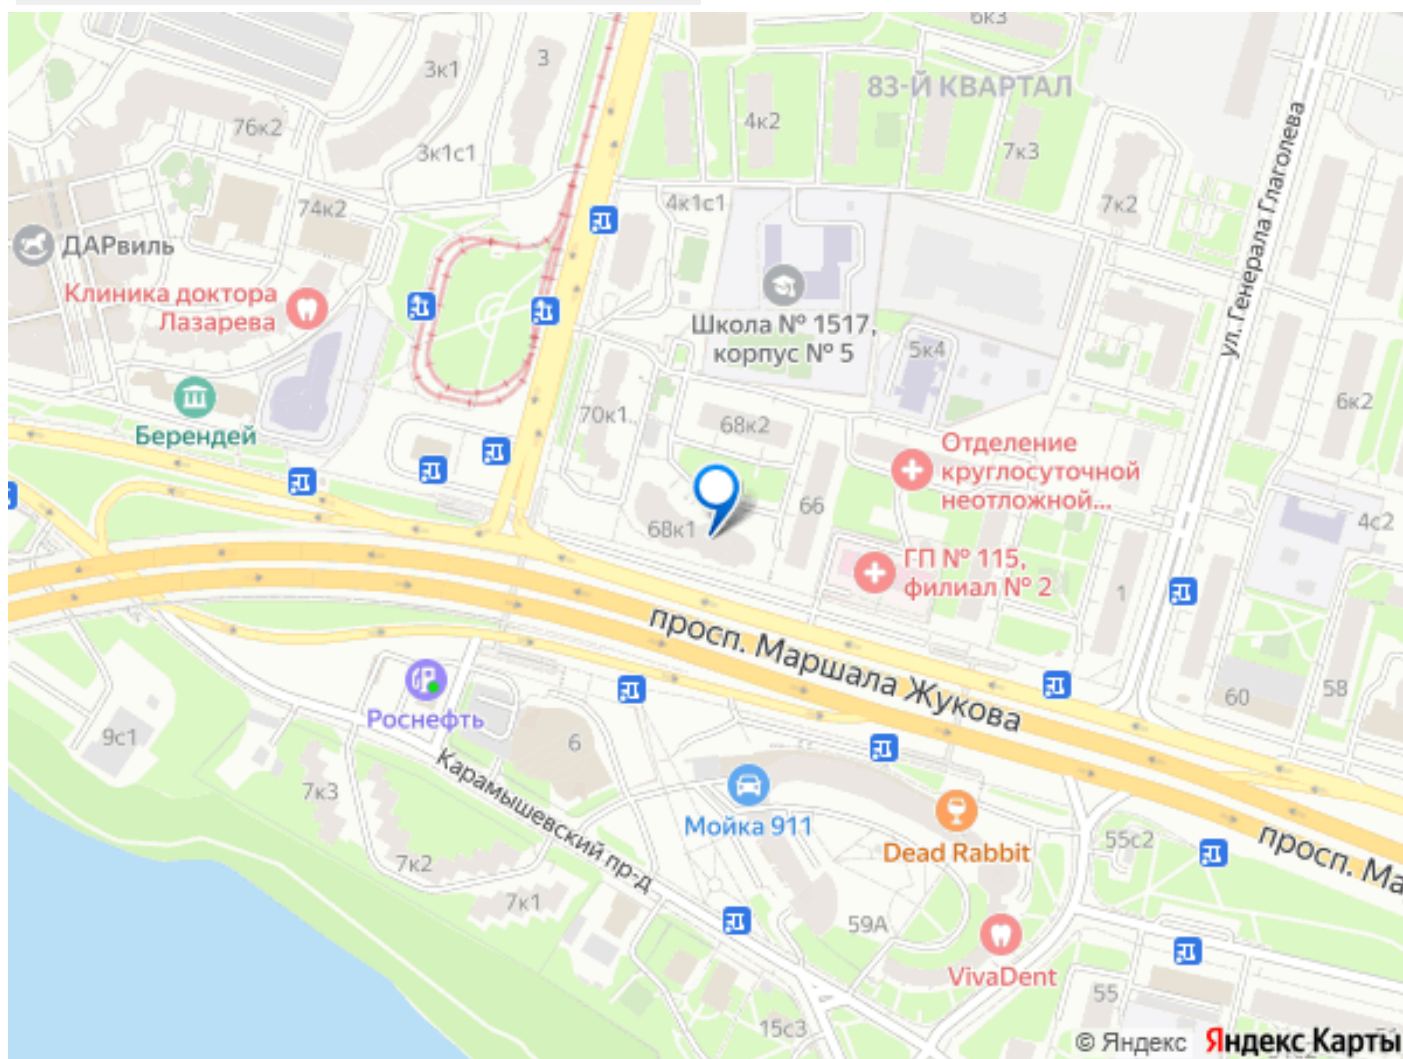 6к3
3
3к1
83-Й КВАРТАЛ
76к2
4к2
3к1с1
7к3
ул. Генерала Глаголева
74к2
4к1с1
7к2
ДАРвиль
Клиника доктора
Лазарева
Школа № 1517,
корпус № 5
5к4
6к2
70к1
68к2
Берендей
Отделение
круглосуточной
неотложной...
66
68к1
4с2
ГП № 115,
филиал № 2
1
просп. Маршала Жукова
60
58
Роснефть
9с1
6
Карамышевский пр-д
7к3
Мойка 911
Dead Rabbit
55с2
просп. Ма
7к2
7к1
59А
VivaDent
55
15с3
© Яндекс Яндекс Карты